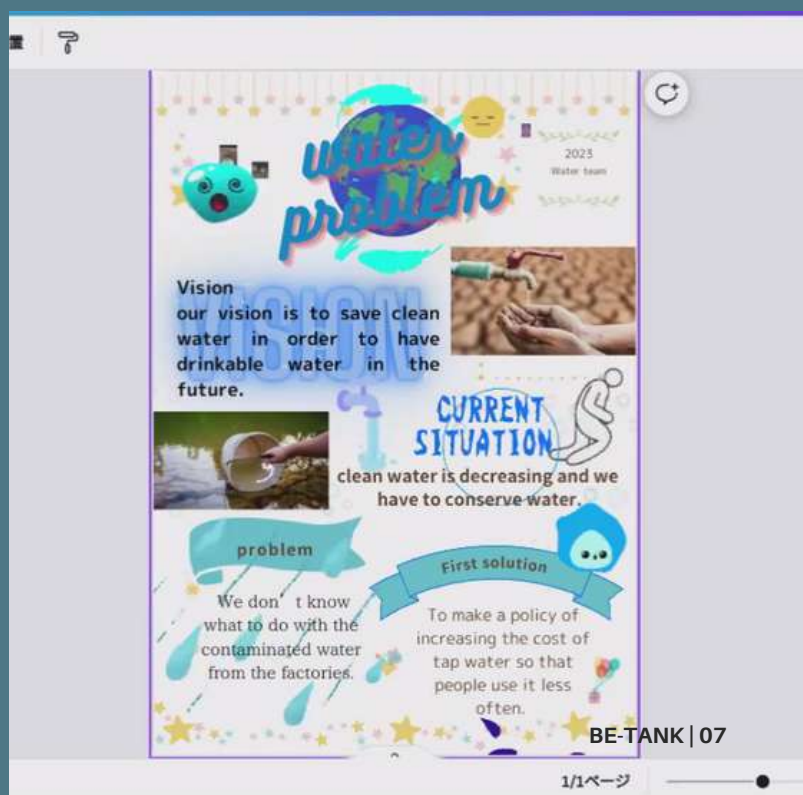 water
problem
2023
Water team
VISION
Vision
our vision is to save clean
water in order to have
drinkable water in the
future.
CURRENT
SITUATION
clean water is decreasing and we
have to conserve water.
problem
We don't know
what to do with the
contaminated water
from the factories.
First solution
To make a policy of
increasing the cost of
tap water so that
people use it less
often.
BE-TANK | 07
1/1ページ